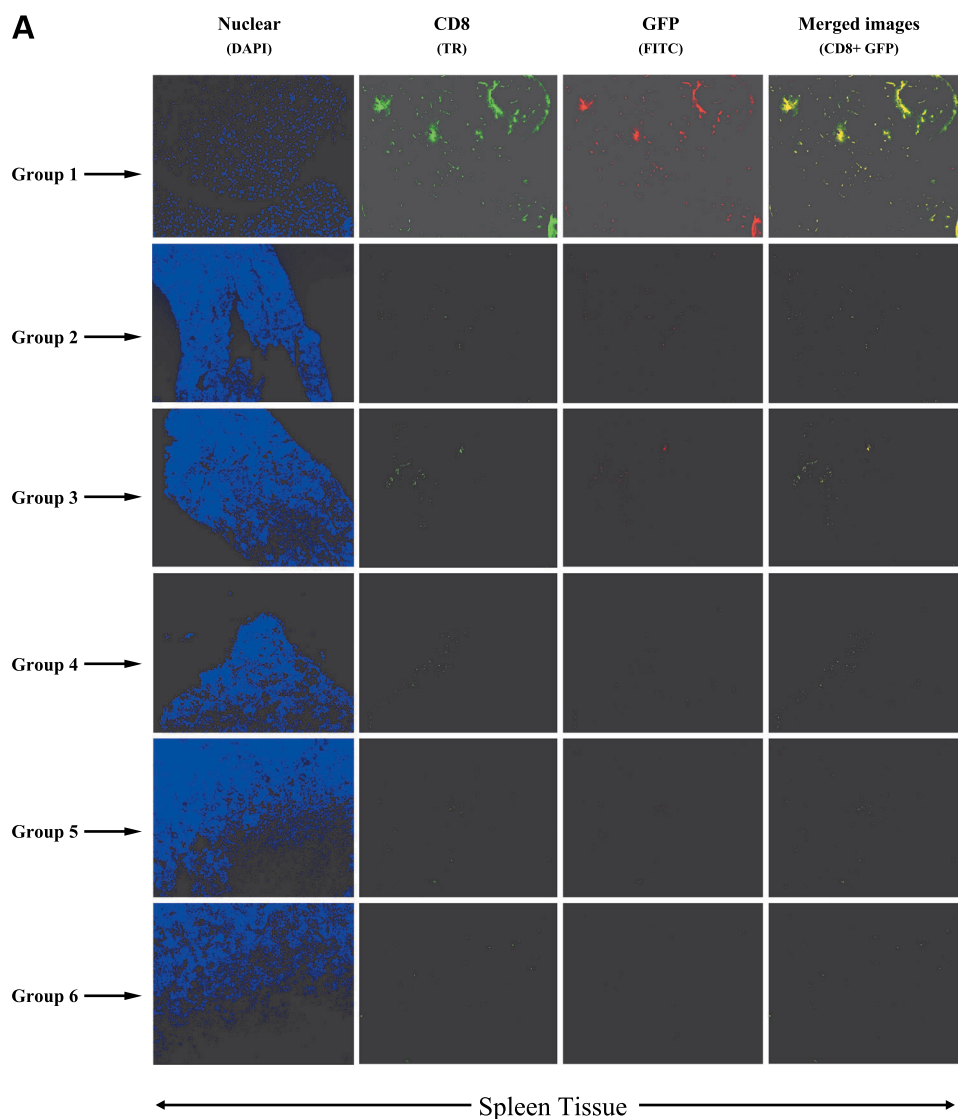 A
Nuclear
(DAPI)
CD8
(TR)
GFP
(FITC)
Merged images
(CD8+ GFP)
Group 1
Group 2
Group 3
Group 4
Group 5
Group 6
Spleen Tissue